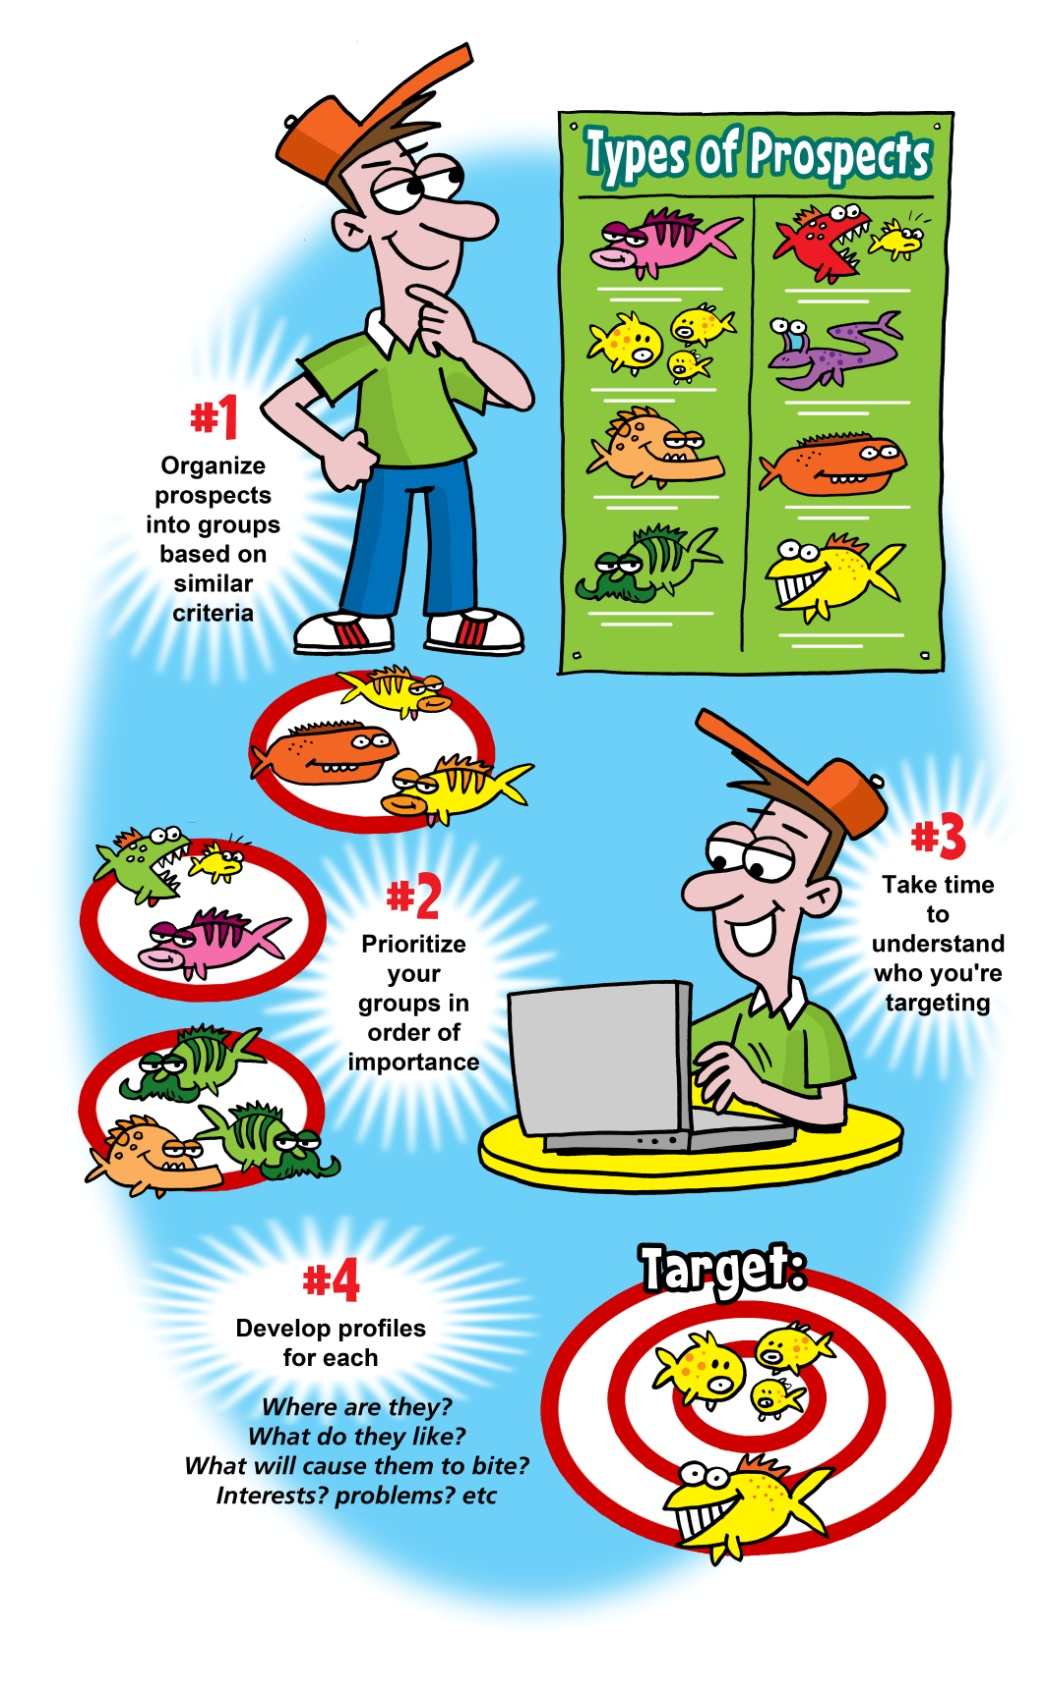 Types of Prospects
#1
Organize
prospects
into groups
based on
similar
criteria
#2
Prioritize
your
groups in
order of
importance
#3
Take time
to
understand
who you're
targeting
#4
Develop profiles
for each
Where are they?
What do they like?
What will cause them to bite?
Interests? problems? etc
Target: